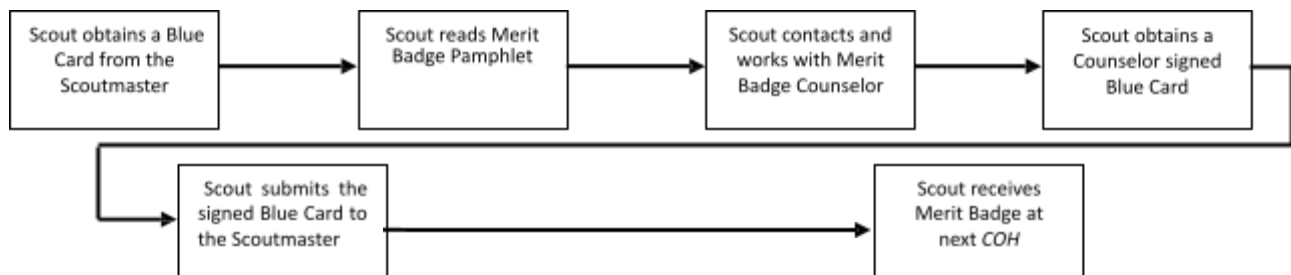 Scout obtains a Blue
Card from the
Scoutmaster
Scout reads Merit
Badge Pamphlet
Scout contacts and
works with Merit
Badge Counselor
Scout obtains a
Counselor signed
Blue Card
Scout submits the
signed Blue Card to
the Scoutmaster
Scout receives
Merit Badge at
next COH